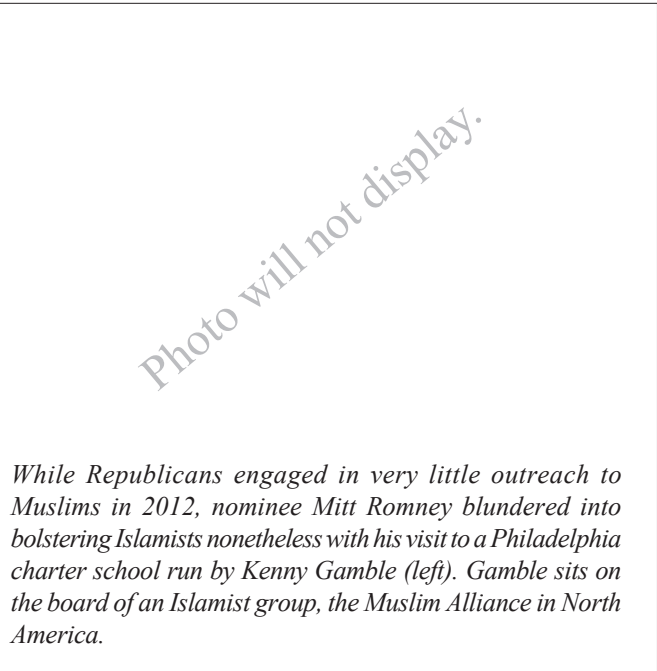 Photo will not display.
While Republicans engaged in very little outreach to
Muslims in 2012, nominee Mitt Romney blundered into
bolstering Islamists nonetheless with his visit to a Philadelphia
charter school run by Kenny Gamble (left). Gamble sits on
the board of an Islamist group, the Muslim Alliance in North
America.